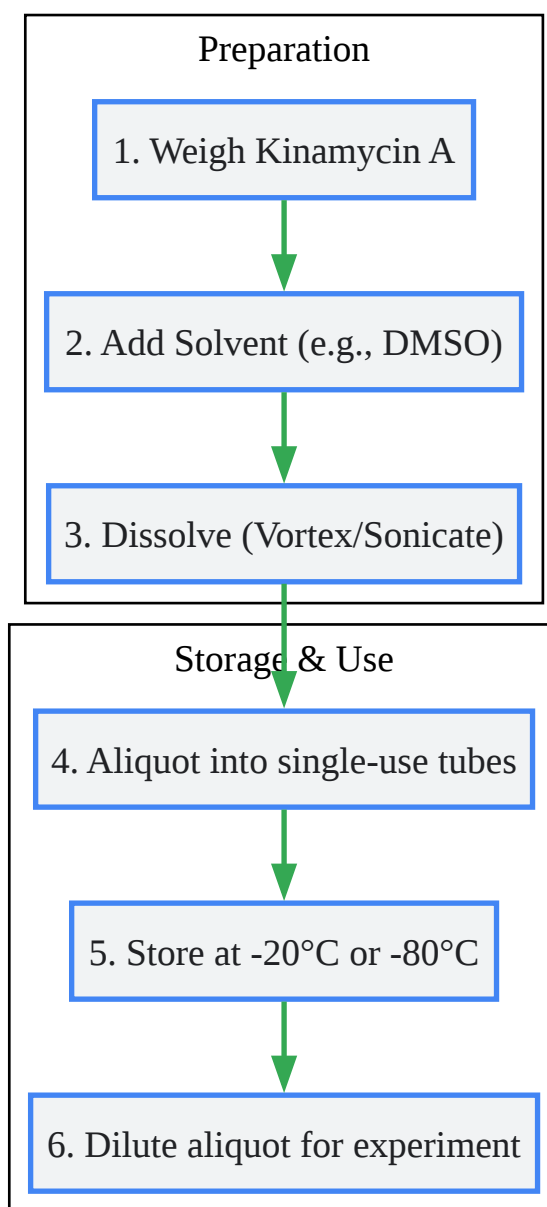 Preparation
1. Weigh Kinamycin A
2. Add Solvent (e.g., DMSO)
3. Dissolve (Vortex/Sonicate)
Storage & Use
4. Aliquot into single-use tubes
5. Store at -20°C or -80°C
6. Dilute aliquot for experiment